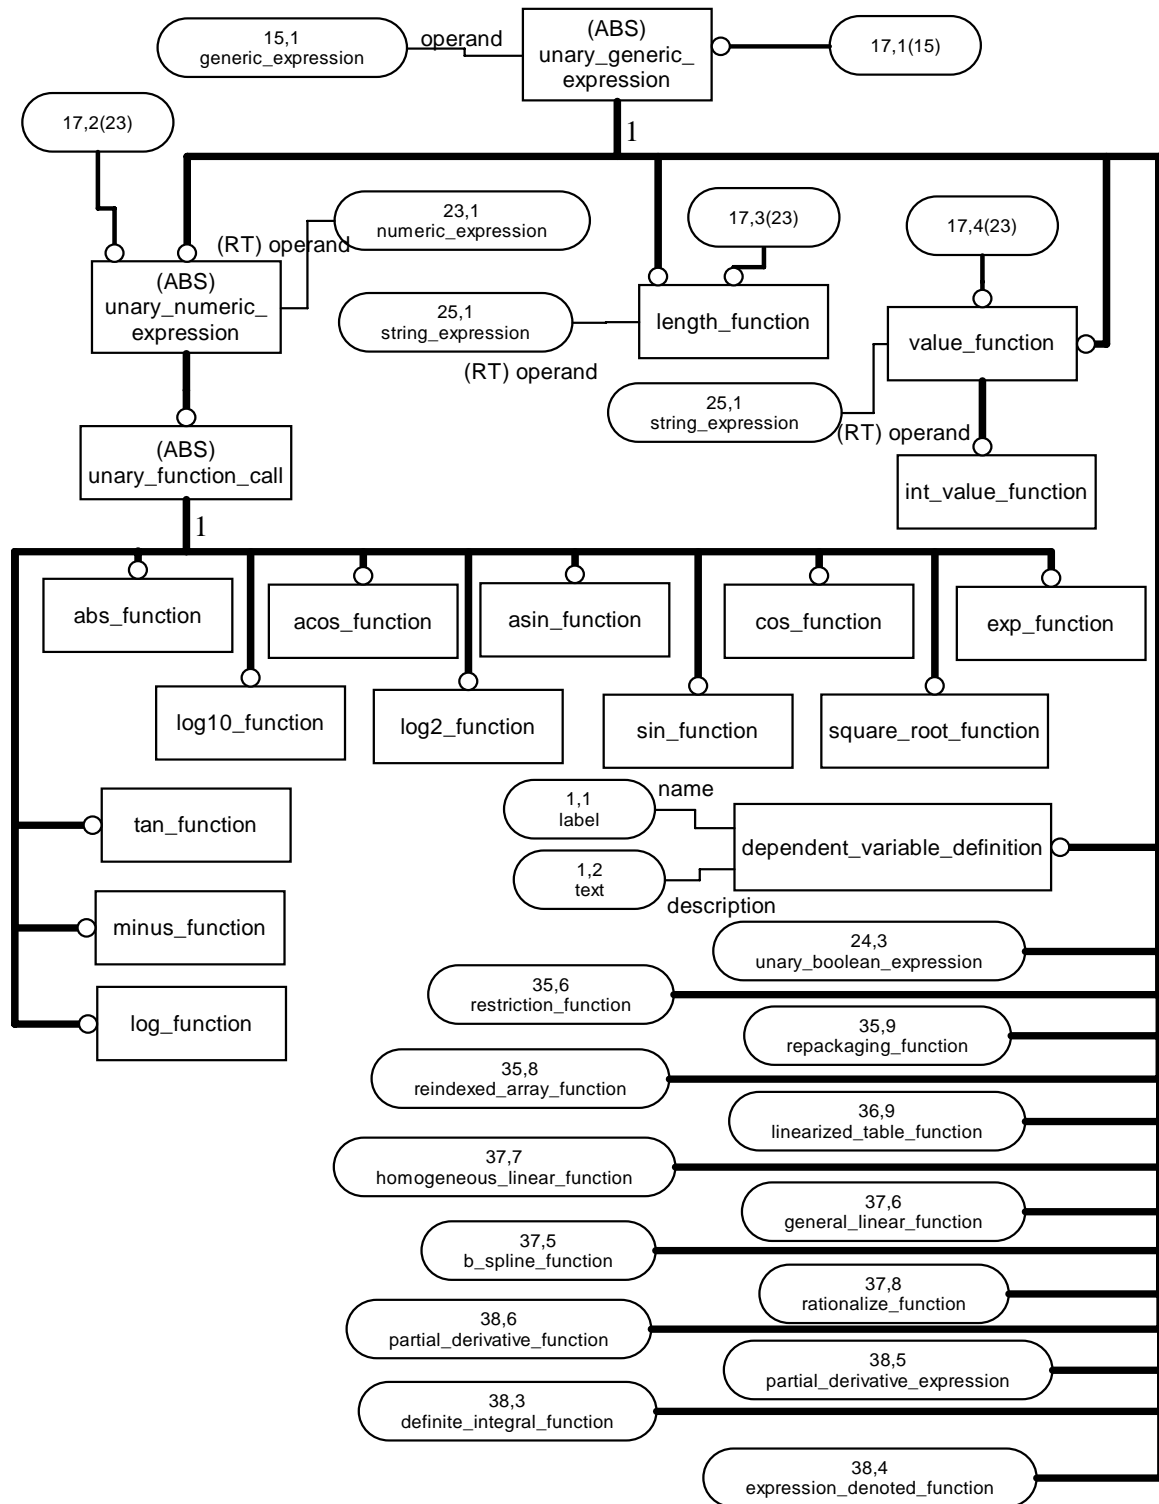 15,1
generic_expression
operand
(ABS)
unary_generic_
expression
17,1(15)
1
17,2(23)
23,1
numeric_expression
17,3(23)
17,4(23)
(RT) operand
(ABS)
unary_numeric_
expression
25,1
string_expression
(RT) operand
length_function
value_function
25,1
string_expression
(RT) operand
(ABS)
unary_function_call
int_value_function
1
abs_function
acos_function
asin_function
cos_function
exp_function
log10_function
log2_function
sin_function
square_root_function
tan_function
minus_function
log_function
1,1
label
name
dependent_variable_definition
1,2
text
description
24,3
unary_boolean_expression
35,6
restriction_function
35,9
repackaging_function
35,8
reindexed_array_function
36,9
linearized_table_function
37,7
homogeneous_linear_function
37,6
general_linear_function
37,5
b_spline_function
37,8
rationalize_function
38,6
partial_derivative_function
38,5
partial_derivative_expression
38,3
definite_integral_function
38,4
expression_denoted_function